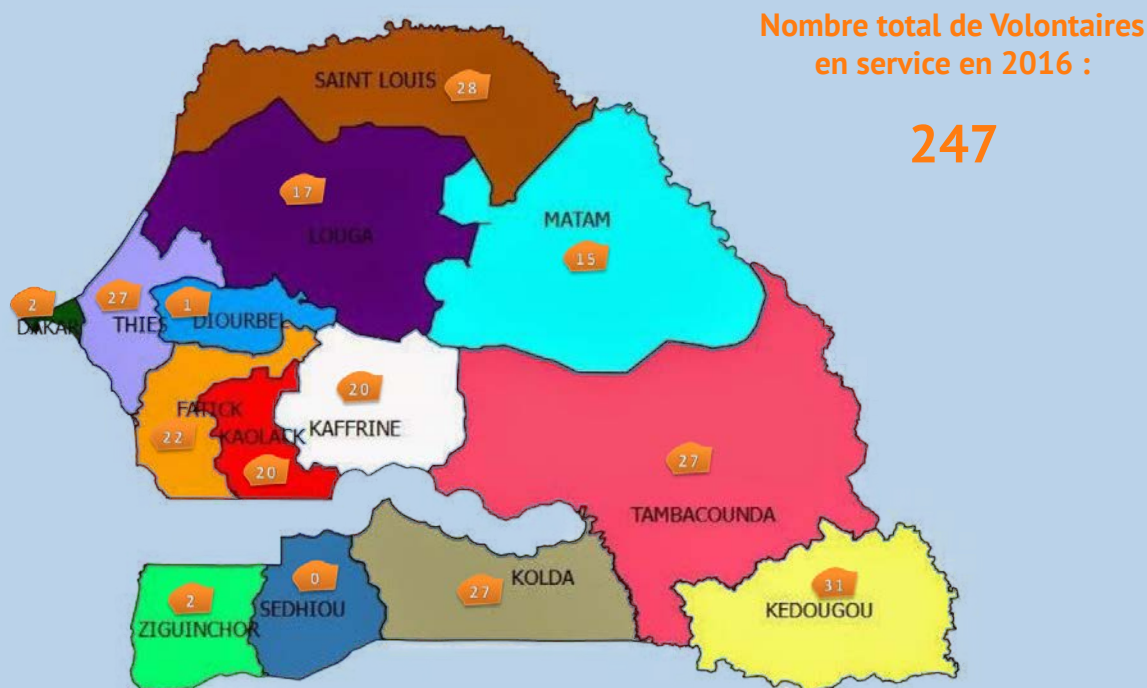 Nombre total de Volontaires
en service en 2016 :
247
SAINT LOUIS
28
17
LOUGA
MATAM
15
2
DAKAR
27
THIES
1
DIOURBEL
FATICK
22
KAOLACK
20
20
KAFFRINE
27
TAMBACOUNDA
2
ZIGUINCHOR
0
SEDHIOU
27
KOLDA
31
KEDOUGOU